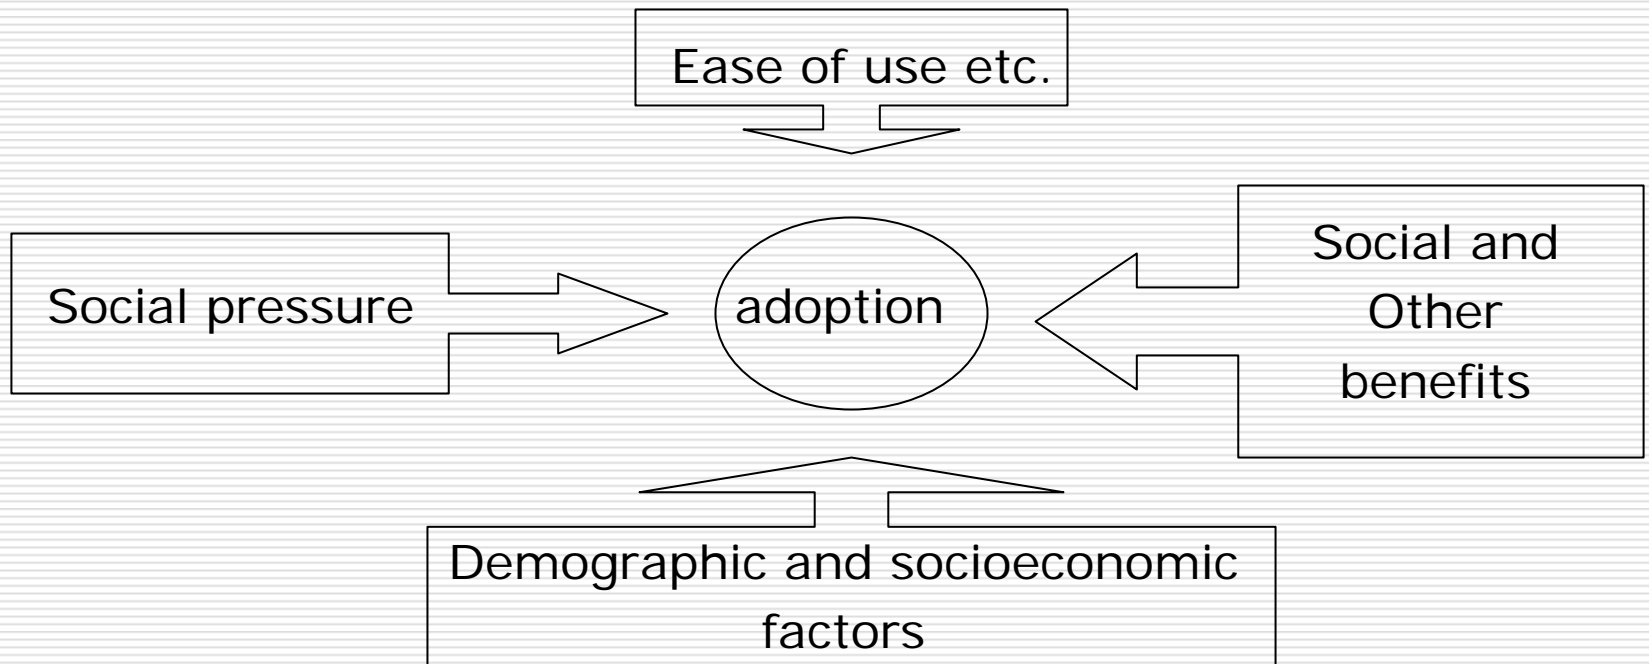 Ease of use etc.
Social pressure
adoption
Social and
Other
benefits
Demographic and socioeconomic
factors